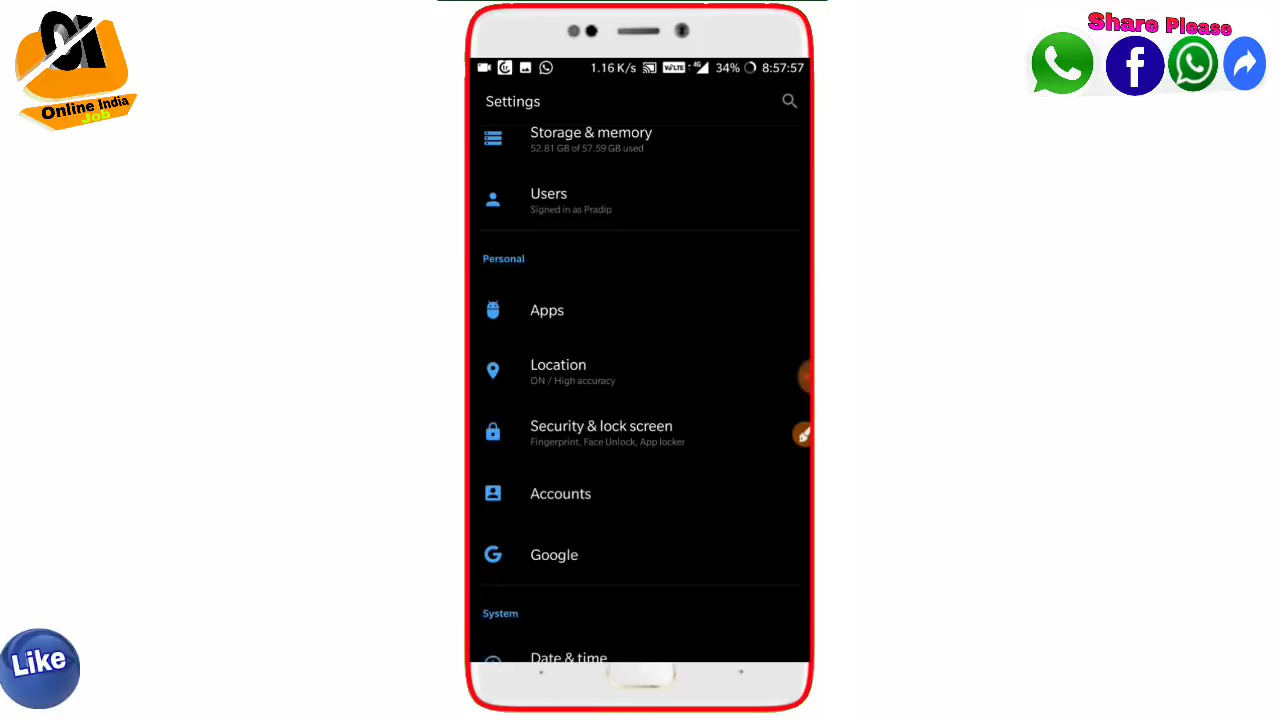 Online India
Job
Share Please
1.16 K/s
VoLTE
4G
34%
8:57:57
Settings
Storage & memory
52.81 GB of 57.59 GB used
Users
Signed in as Pradip
Personal
Apps
Location
ON / High accuracy
Security & lock screen
Fingerprint, Face Unlock, App locker
Accounts
Google
System
Date & time
Like